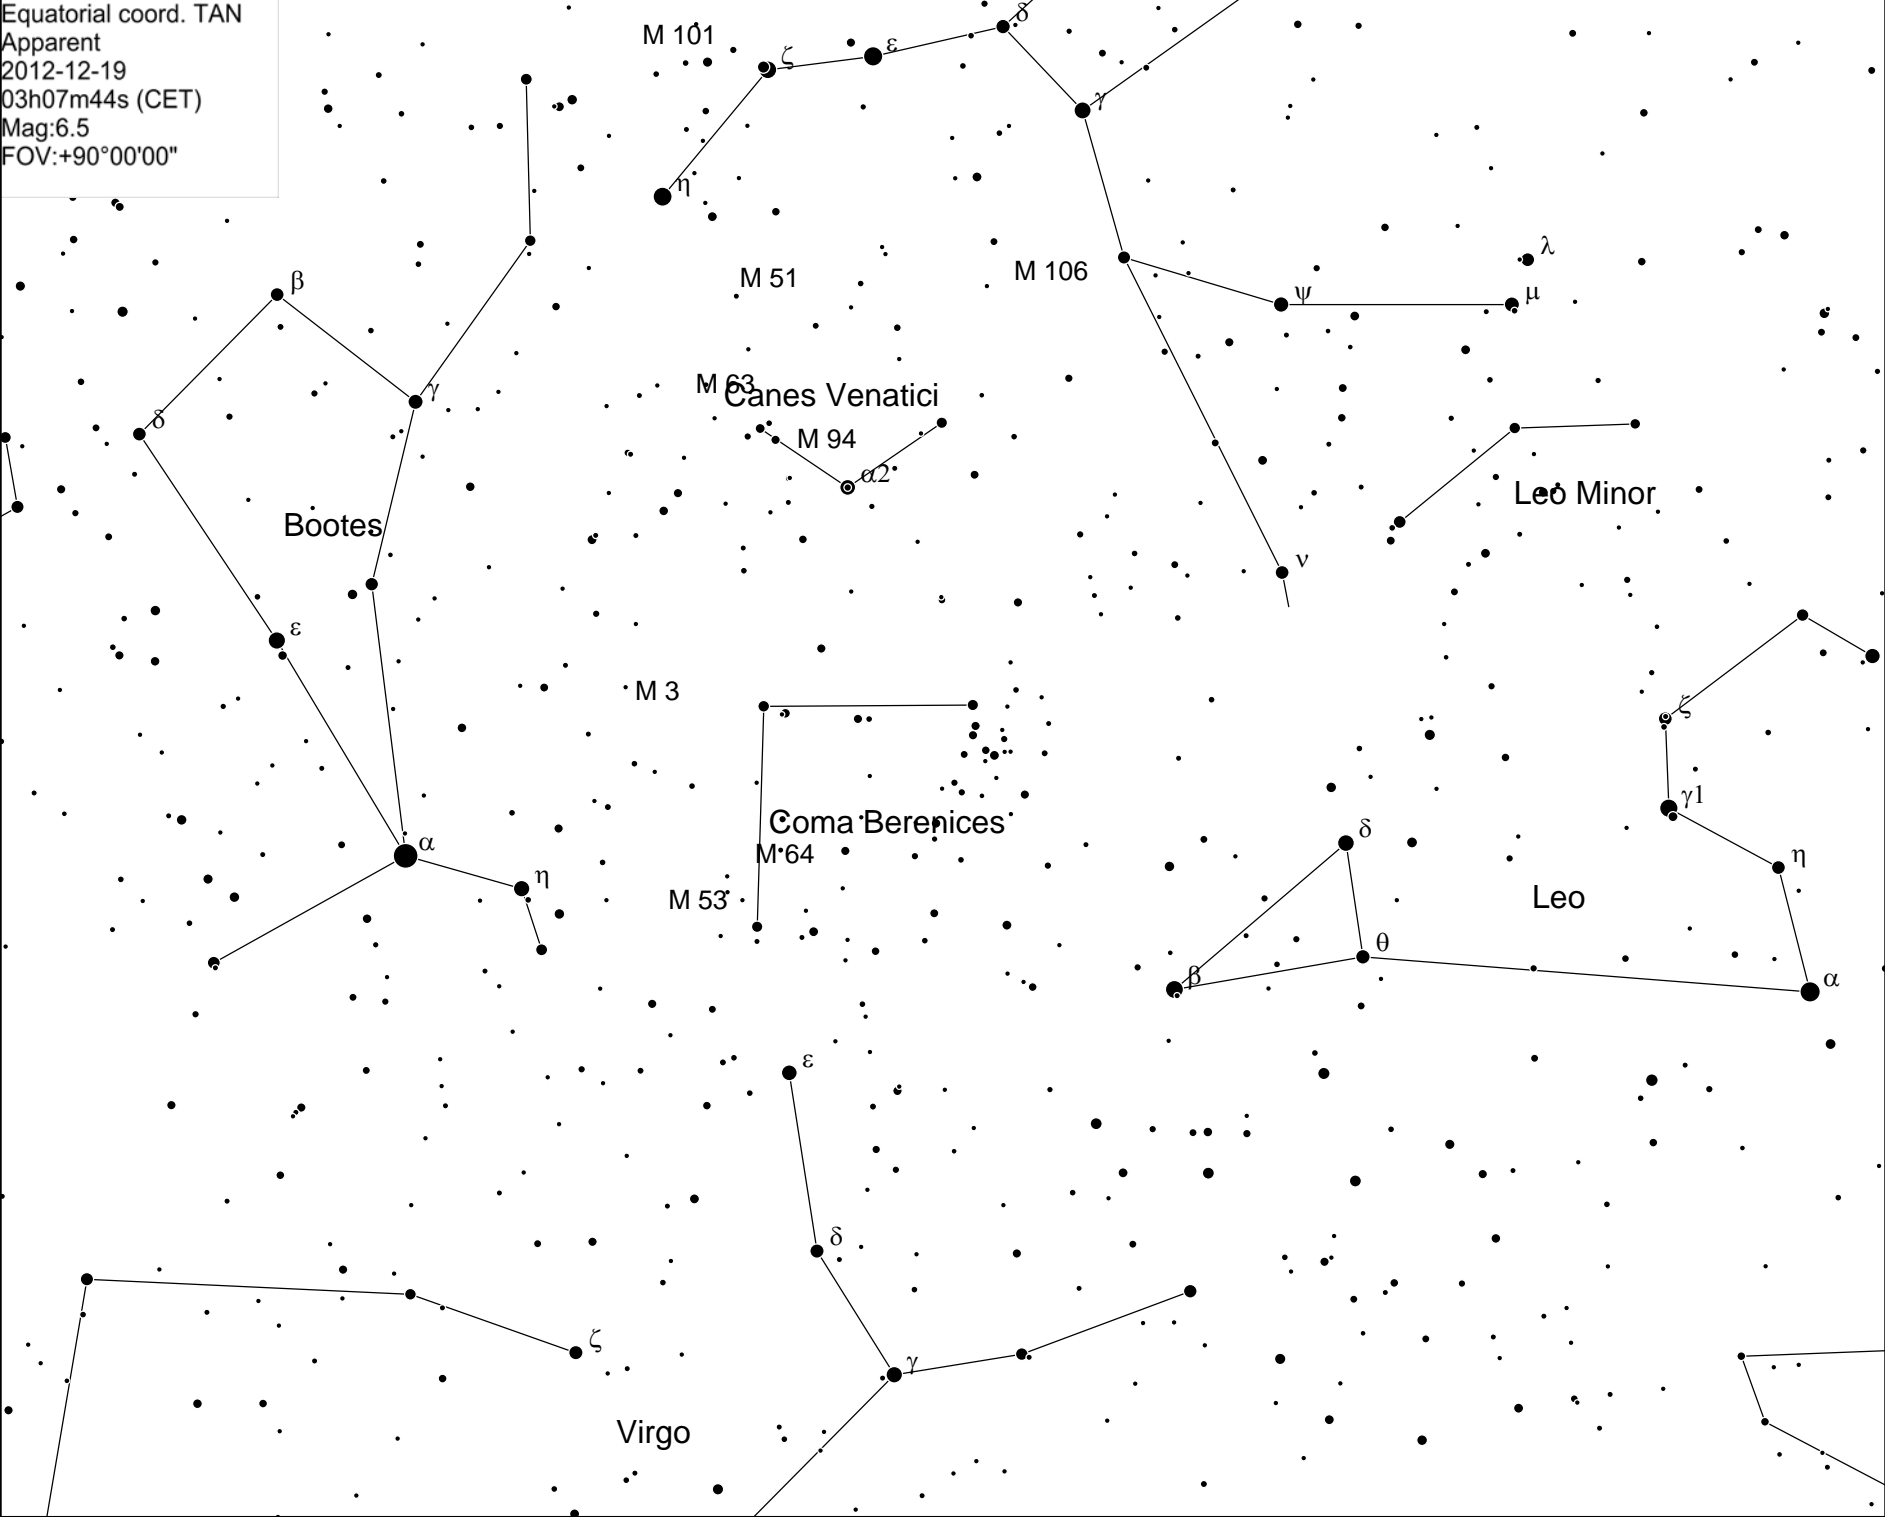 Equatorial coord. TAN
Apparent
2012-12-19
03h07m44s (CET)
Mag:6.5
FOV:+90°00'00"
δ
M 101
ζ
ε
γ
η
λ
M 51
M 106
β
ψ
μ
M 63
Canes Venatici
γ
δ
M 94
α2
Leo Minor
Bootes
ν
ε
M 3
ζ
γ1
Coma Berenices
δ
α
M 64
η
η
M 53
Leo
θ
β
α
ε
δ
ζ
γ
Virgo